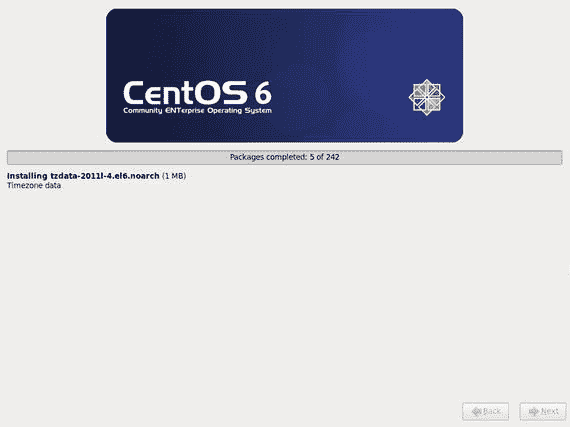 CentOS 6
Community ENTerprise Operating System
Packages completed: 5 of 242
Installing tzdata-2011l-4.el6.noarch (1 MB)
Timezone data
Back
Next